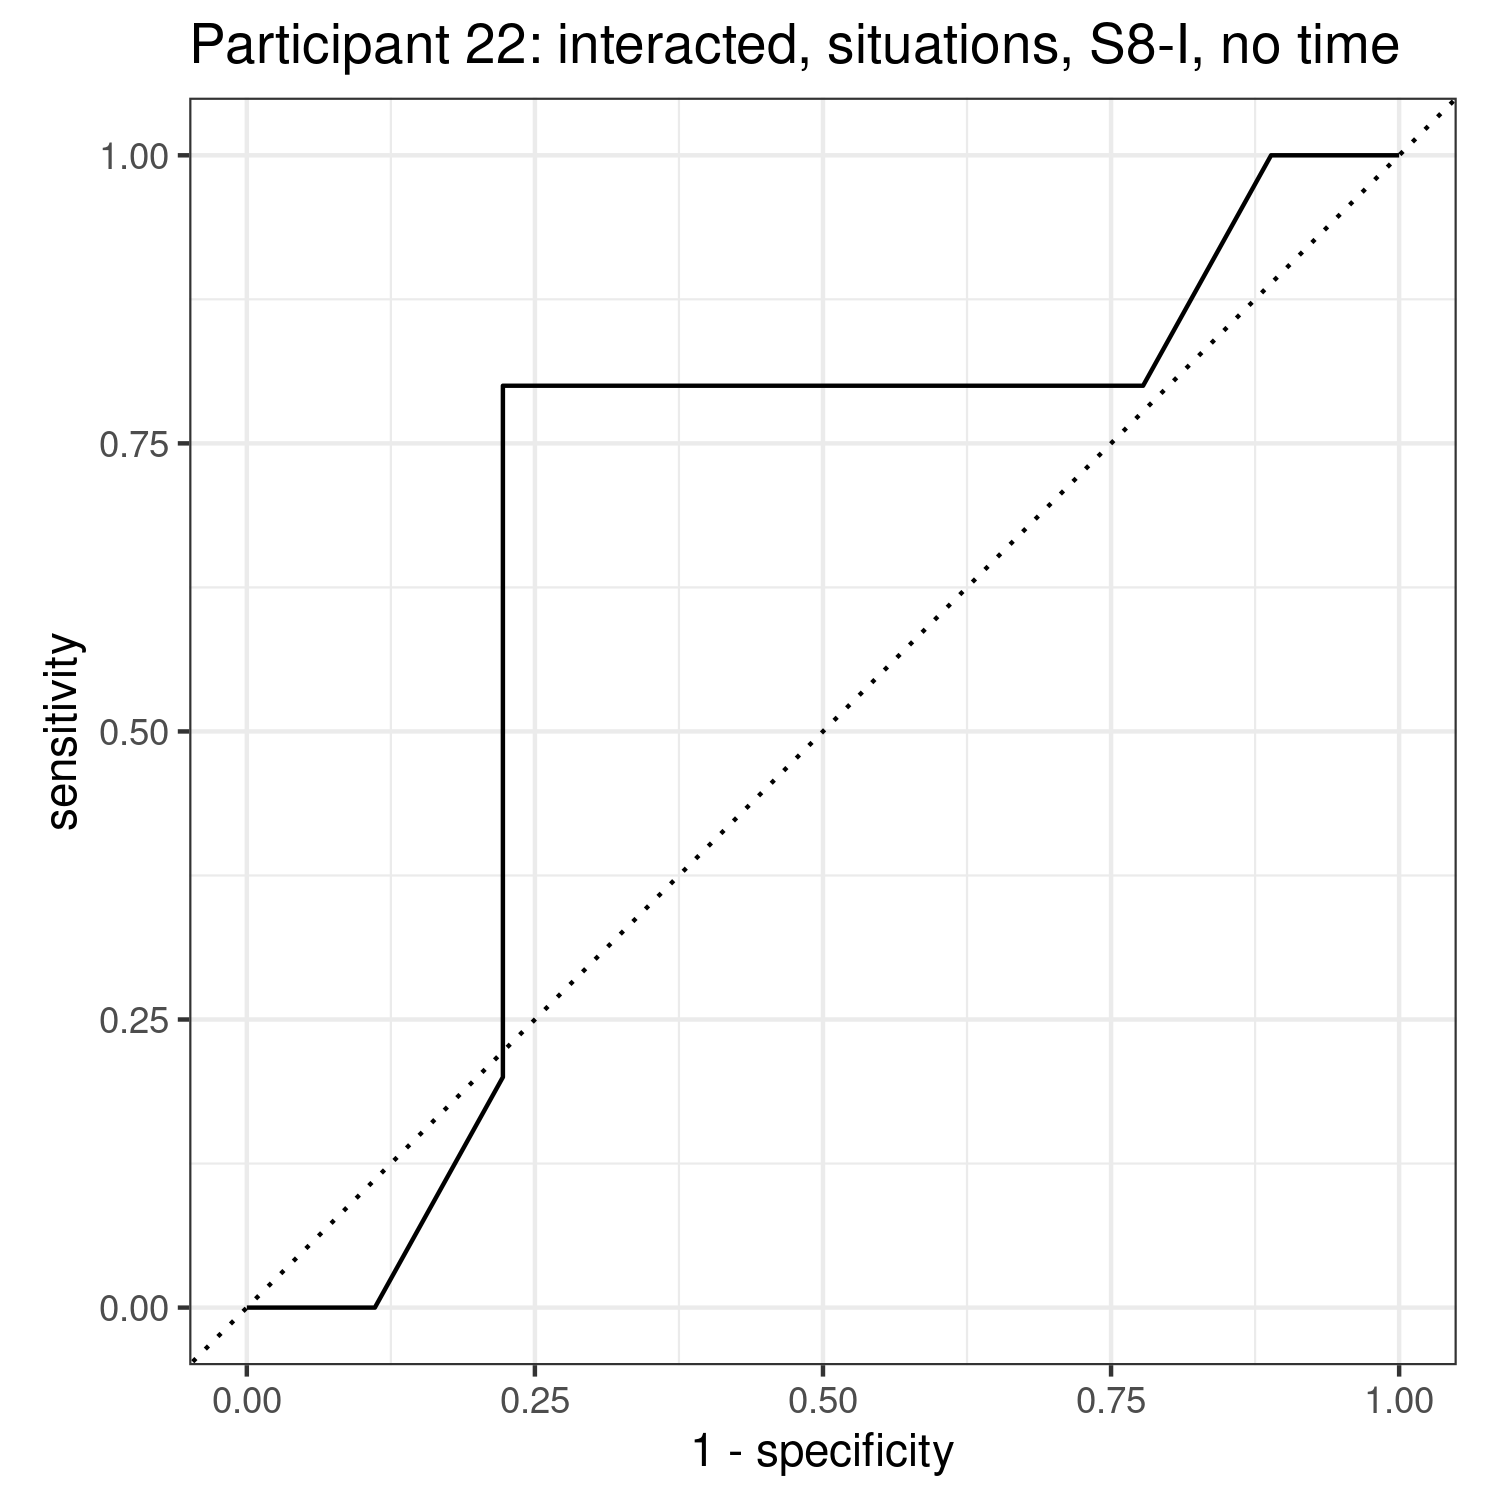 Participant 22: interacted, situations, S8-I, no time
1.00
0.75
0.50
0.25
0.00
sensitivity
0.00 0.25 0.50 0.75 1.00
1 - specificity